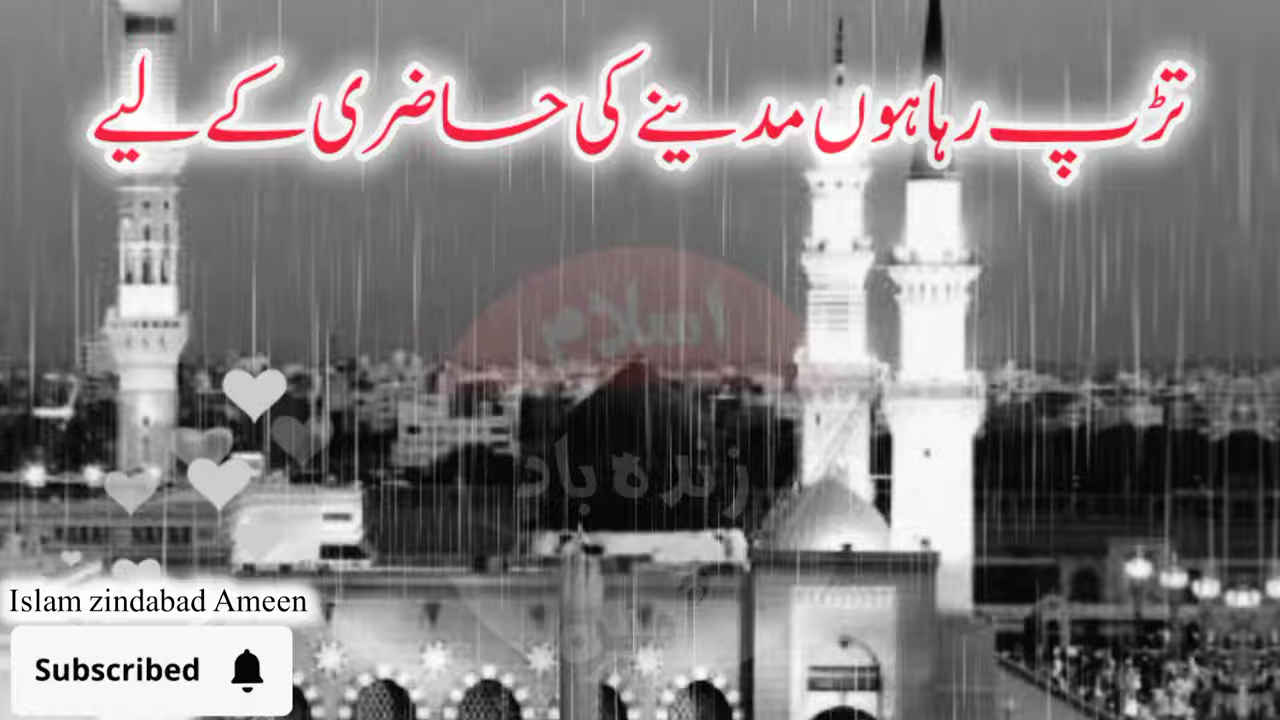 تڑپ رہا ہوں مدینے کی حاضری کے لیے
اسلام
زندہ باد
Islam zindabad Ameen
Subscribed